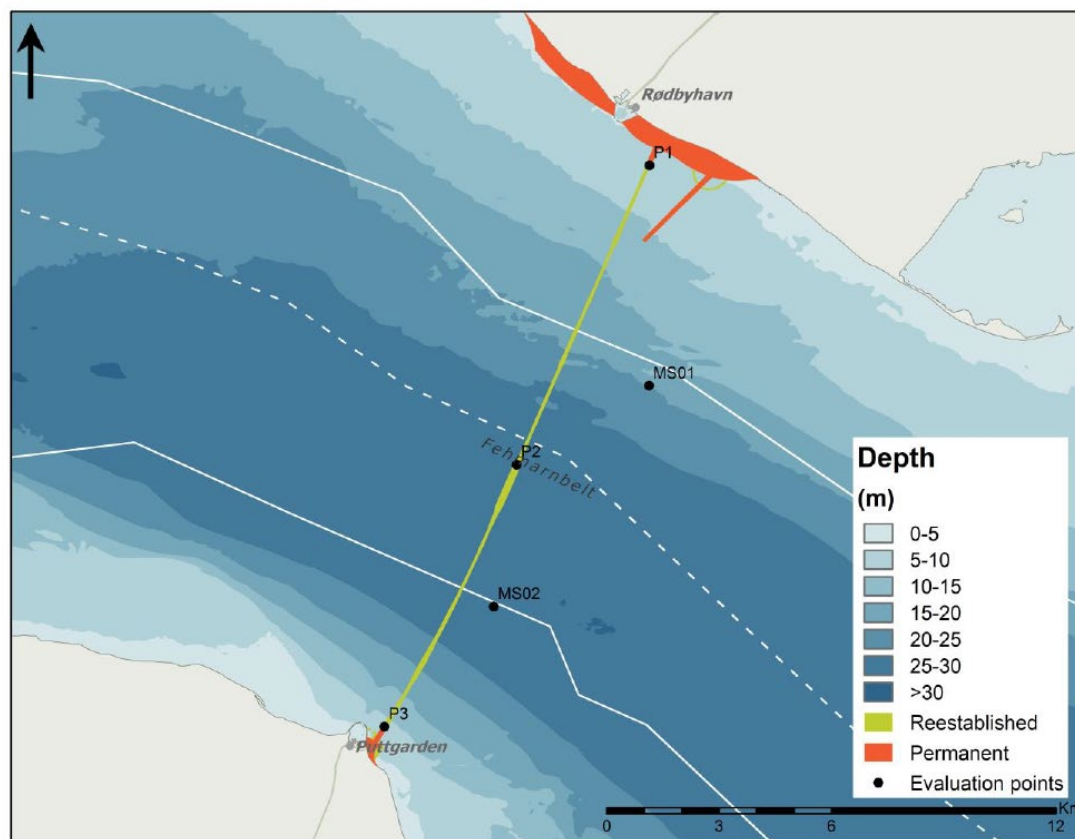 Rødbyhavn
P1
MS01
P2
Fehmarnbelt
MS02
P3
Puttgarden
Depth
(m)
0-5
5-10
10-15
15-20
20-25
25-30
>30
Reestablished
Permanent
Evaluation points
Km
0 3 6 12